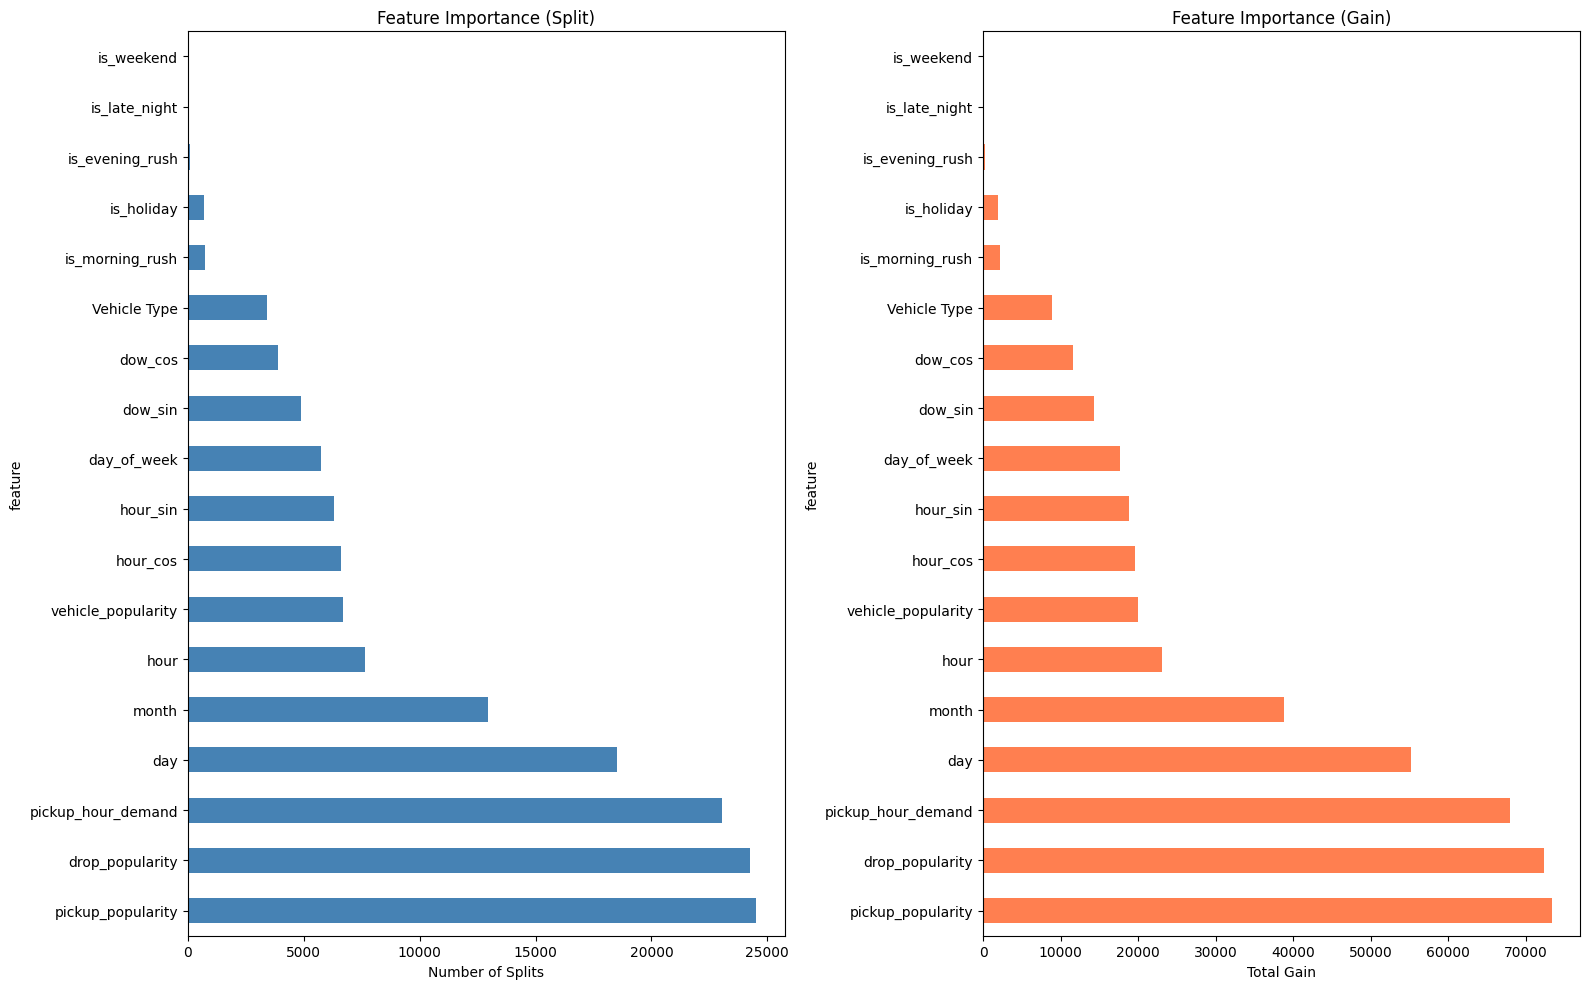 Feature Importance (Split)
is_weekend
is_late_night
is_evening_rush
is_holiday
is_morning_rush
Vehicle Type
dow_cos
dow_sin
day_of_week
hour_sin
hour_cos
vehicle_popularity
hour
month
day
pickup_hour_demand
drop_popularity
pickup_popularity
feature
0 5000 10000 15000 20000 25000
Number of Splits
Feature Importance (Gain)
is_weekend
is_late_night
is_evening_rush
is_holiday
is_morning_rush
Vehicle Type
dow_cos
dow_sin
day_of_week
hour_sin
hour_cos
vehicle_popularity
hour
month
day
pickup_hour_demand
drop_popularity
pickup_popularity
feature
0 10000 20000 30000 40000 50000 60000 70000
Total Gain